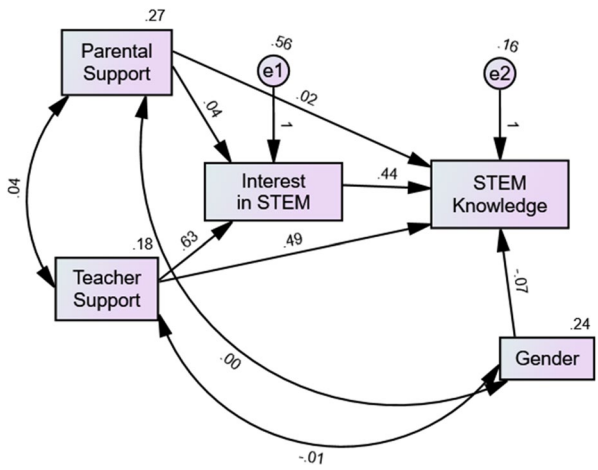 .27
Parental
Support
.56
e1
.16
e2
.04
.02
1
1
.04
Interest
in STEM
.44
STEM
Knowledge
.18
.63
.49
Teacher
Support
-.07
.24
Gender
.00
-.01